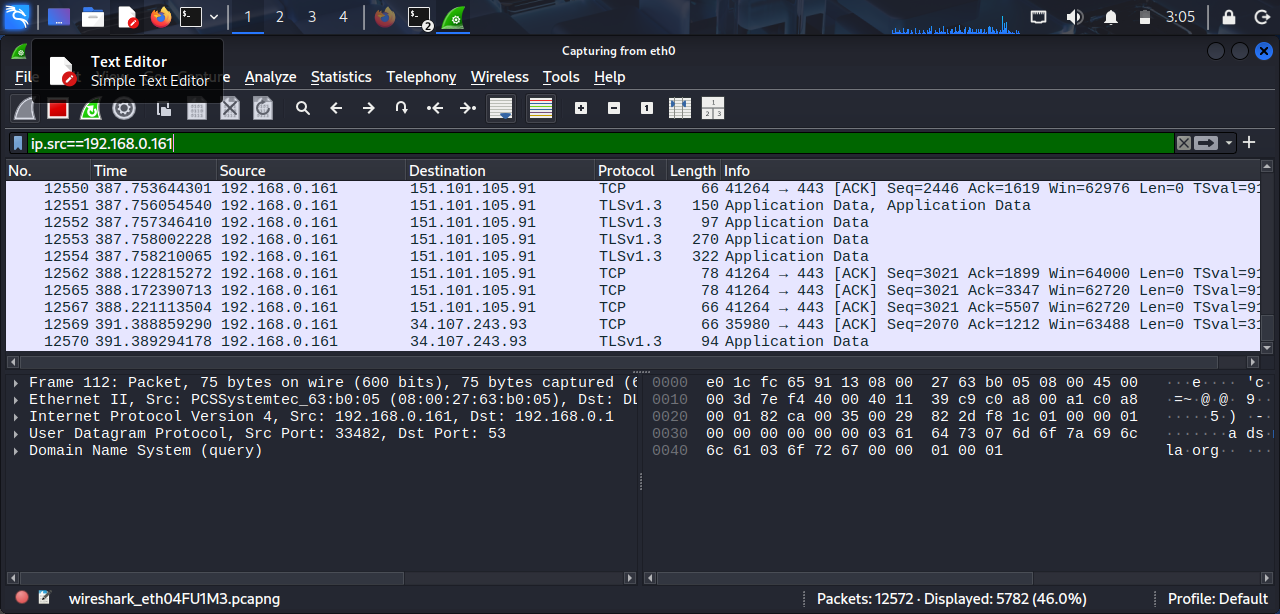 1 2 3 4 2 3:05
Capturing from eth0
Text Editor
Simple Text Editor
Analyze Statistics Telephony Wireless Tools Help
ip.src==192.168.0.161
No. Time Source Destination Protocol Length Info
12550 387.753644301 192.168.0.161 151.101.105.91 TCP 66 41264 → 443 [ACK] Seq=2446 Ack=1619 Win=62976 Len=0 TSval=91
12551 387.756054540 192.168.0.161 151.101.105.91 TLSv1.3 150 Application Data, Application Data
12552 387.757346410 192.168.0.161 151.101.105.91 TLSv1.3 97 Application Data
12553 387.758002228 192.168.0.161 151.101.105.91 TLSv1.3 270 Application Data
12554 387.758210065 192.168.0.161 151.101.105.91 TLSv1.3 322 Application Data
12562 388.122815272 192.168.0.161 151.101.105.91 TCP 78 41264 → 443 [ACK] Seq=3021 Ack=1899 Win=64000 Len=0 TSval=91
12565 388.172390713 192.168.0.161 151.101.105.91 TCP 78 41264 → 443 [ACK] Seq=3021 Ack=3347 Win=62720 Len=0 TSval=91
12567 388.221113504 192.168.0.161 151.101.105.91 TCP 66 41264 → 443 [ACK] Seq=3021 Ack=5507 Win=62720 Len=0 TSval=91
12569 391.388859290 192.168.0.161 34.107.243.93 TCP 66 35980 → 443 [ACK] Seq=2070 Ack=1212 Win=63488 Len=0 TSval=31
12570 391.389294178 192.168.0.161 34.107.243.93 TLSv1.3 94 Application Data
Frame 112: Packet, 75 bytes on wire (600 bits), 75 bytes captured (6
Ethernet II, Src: PCSSystemtec_63:b0:05 (08:00:27:63:b0:05), Dst: DL
Internet Protocol Version 4, Src: 192.168.0.161, Dst: 192.168.0.1
User Datagram Protocol, Src Port: 33482, Dst Port: 53
Domain Name System (query)
0000 e0 1c fc 65 91 13 08 00 27 63 b0 05 08 00 45 00 ···e···· 'c
0010 00 3d 7e f4 40 00 40 11 39 c9 c0 a8 00 a1 c0 a8 ·=~·@·@· 9
0020 00 01 82 ca 00 35 00 29 82 2d f8 1c 01 00 00 01 ·····5·) ·-
0030 00 00 00 00 00 00 03 61 64 73 07 6d 6f 7a 69 6c ·······a ds
0040 6c 61 03 6f 72 67 00 00 01 00 01 la·org·· ···
wireshark_eth04FU1M3.pcapng
Packets: 12572 · Displayed: 5782 (46.0%)
Profile: Default